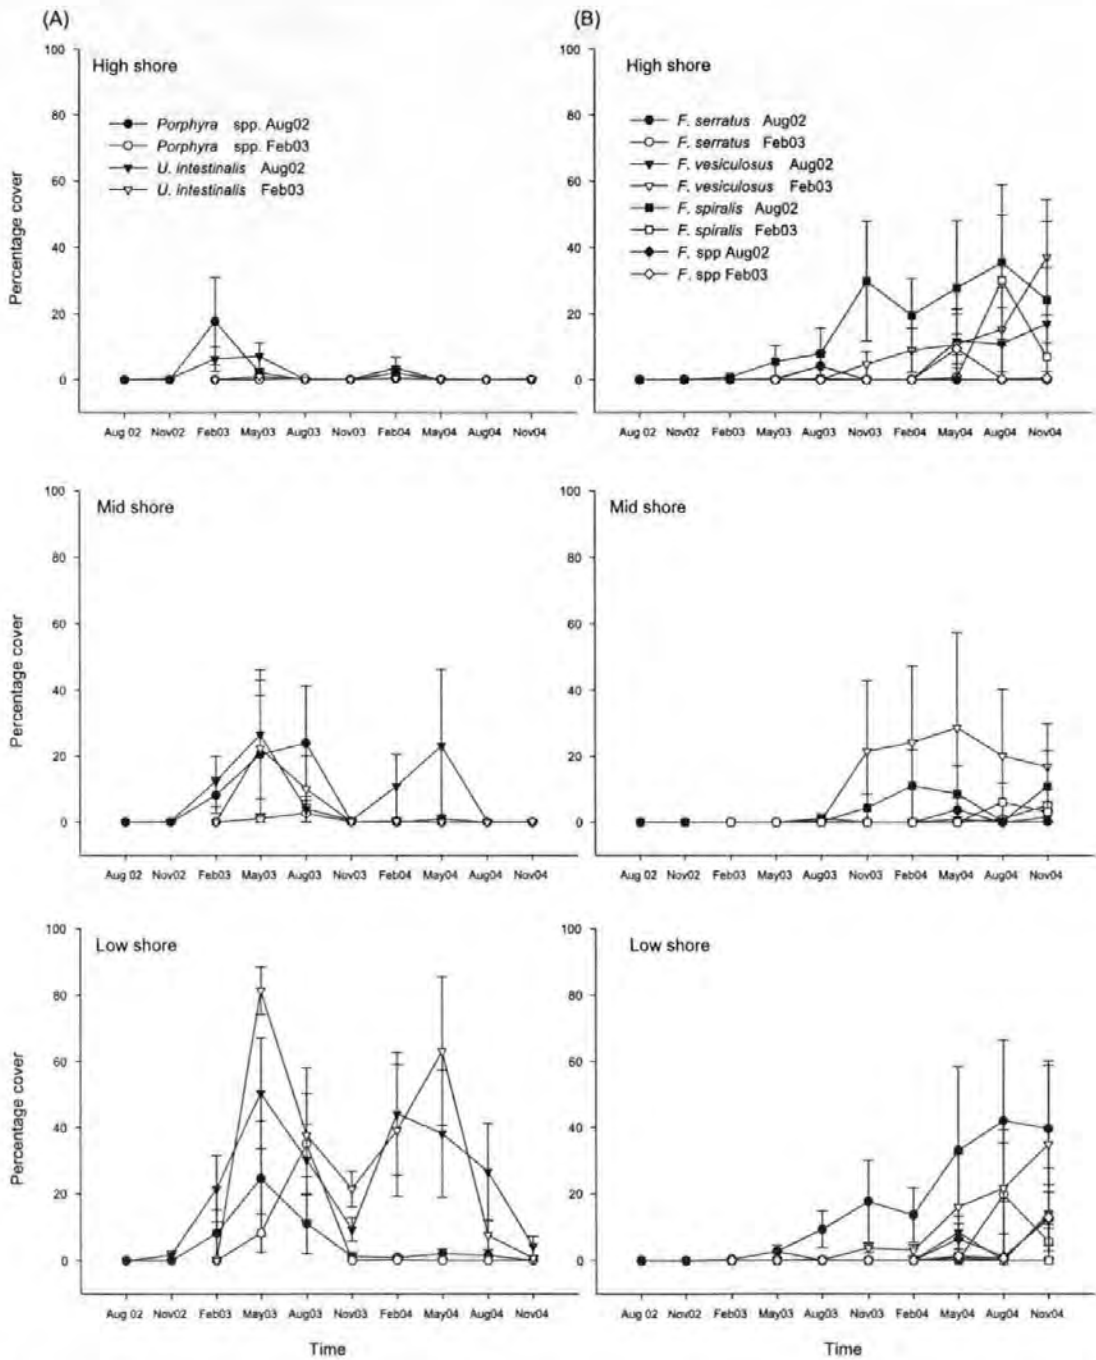 (A)
(B)
100
80
60
40
20
0
Percentage cover
High shore
Porphyra spp. Aug02
Porphyra spp. Feb03
U. intestinalis Aug02
U. intestinalis Feb03
Aug 02 Nov02 Feb03 May03 Aug03 Nov03 Feb04 May04 Aug04 Nov04
100
80
60
40
20
0
High shore
F. serratus Aug02
F. serratus Feb03
F. vesiculosus Aug02
F. vesiculosus Feb03
F. spiralis Aug02
F. spiralis Feb03
F. spp Aug02
F. spp Feb03
Aug 02 Nov02 Feb03 May03 Aug03 Nov03 Feb04 May04 Aug04 Nov04
100
80
60
40
20
0
Percentage cover
Mid shore
Aug 02 Nov02 Feb03 May03 Aug03 Nov03 Feb04 May04 Aug04 Nov04
100
80
60
40
20
0
Mid shore
Aug 02 Nov02 Feb03 May03 Aug03 Nov03 Feb04 May04 Aug04 Nov04
100
80
60
40
20
0
Percentage cover
Low shore
Aug 02 Nov02 Feb03 May03 Aug03 Nov03 Feb04 May04 Aug04 Nov04
Time
100
80
60
40
20
0
Low shore
Aug 02 Nov02 Feb03 May03 Aug03 Nov03 Feb04 May04 Aug04 Nov04
Time